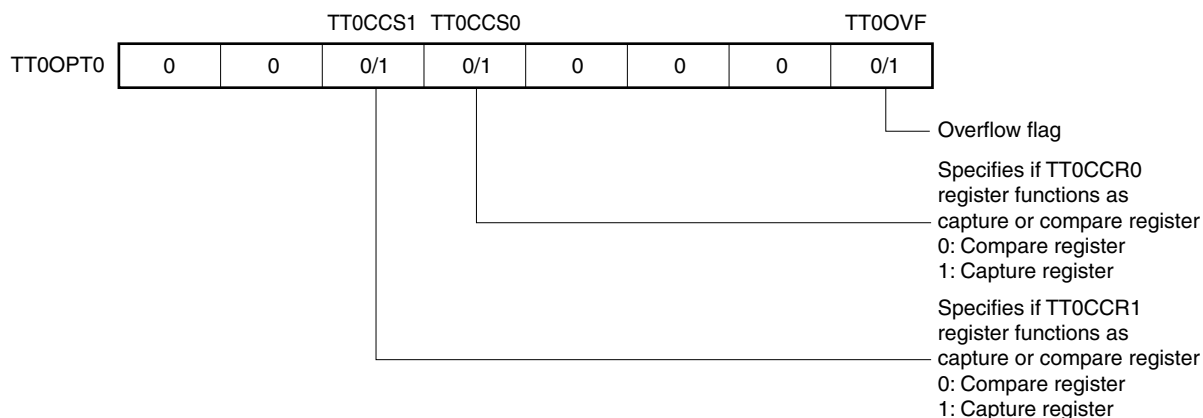 TT0CCS1 TT0CCS0 TT0OVF
TT0OPT0 0 0 0/1 0/1 0 0 0 0/1
Overflow flag
Specifies if TT0CCR0
register functions as
capture or compare register
0: Compare register
1: Capture register
Specifies if TT0CCR1
register functions as
capture or compare register
0: Compare register
1: Capture register